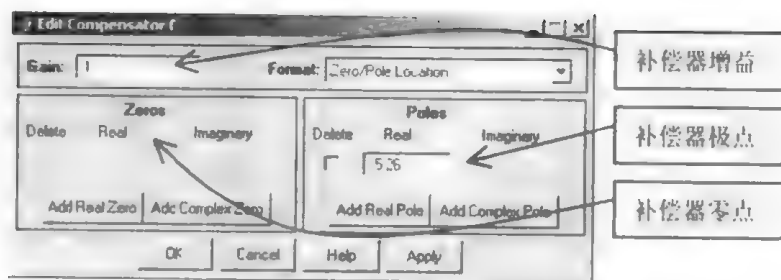 Edit Compensator C
Gain: 1 Format: Zero/Pole Location
补偿器增益
Zeros
Delete Real Imaginary
Poles
Delete Real Imaginary
5.26
补偿器极点
Add Real Zero Add Complex Zero
Add Real Pole Add Complex Pole
补偿器零点
OK Cancel Help Apply